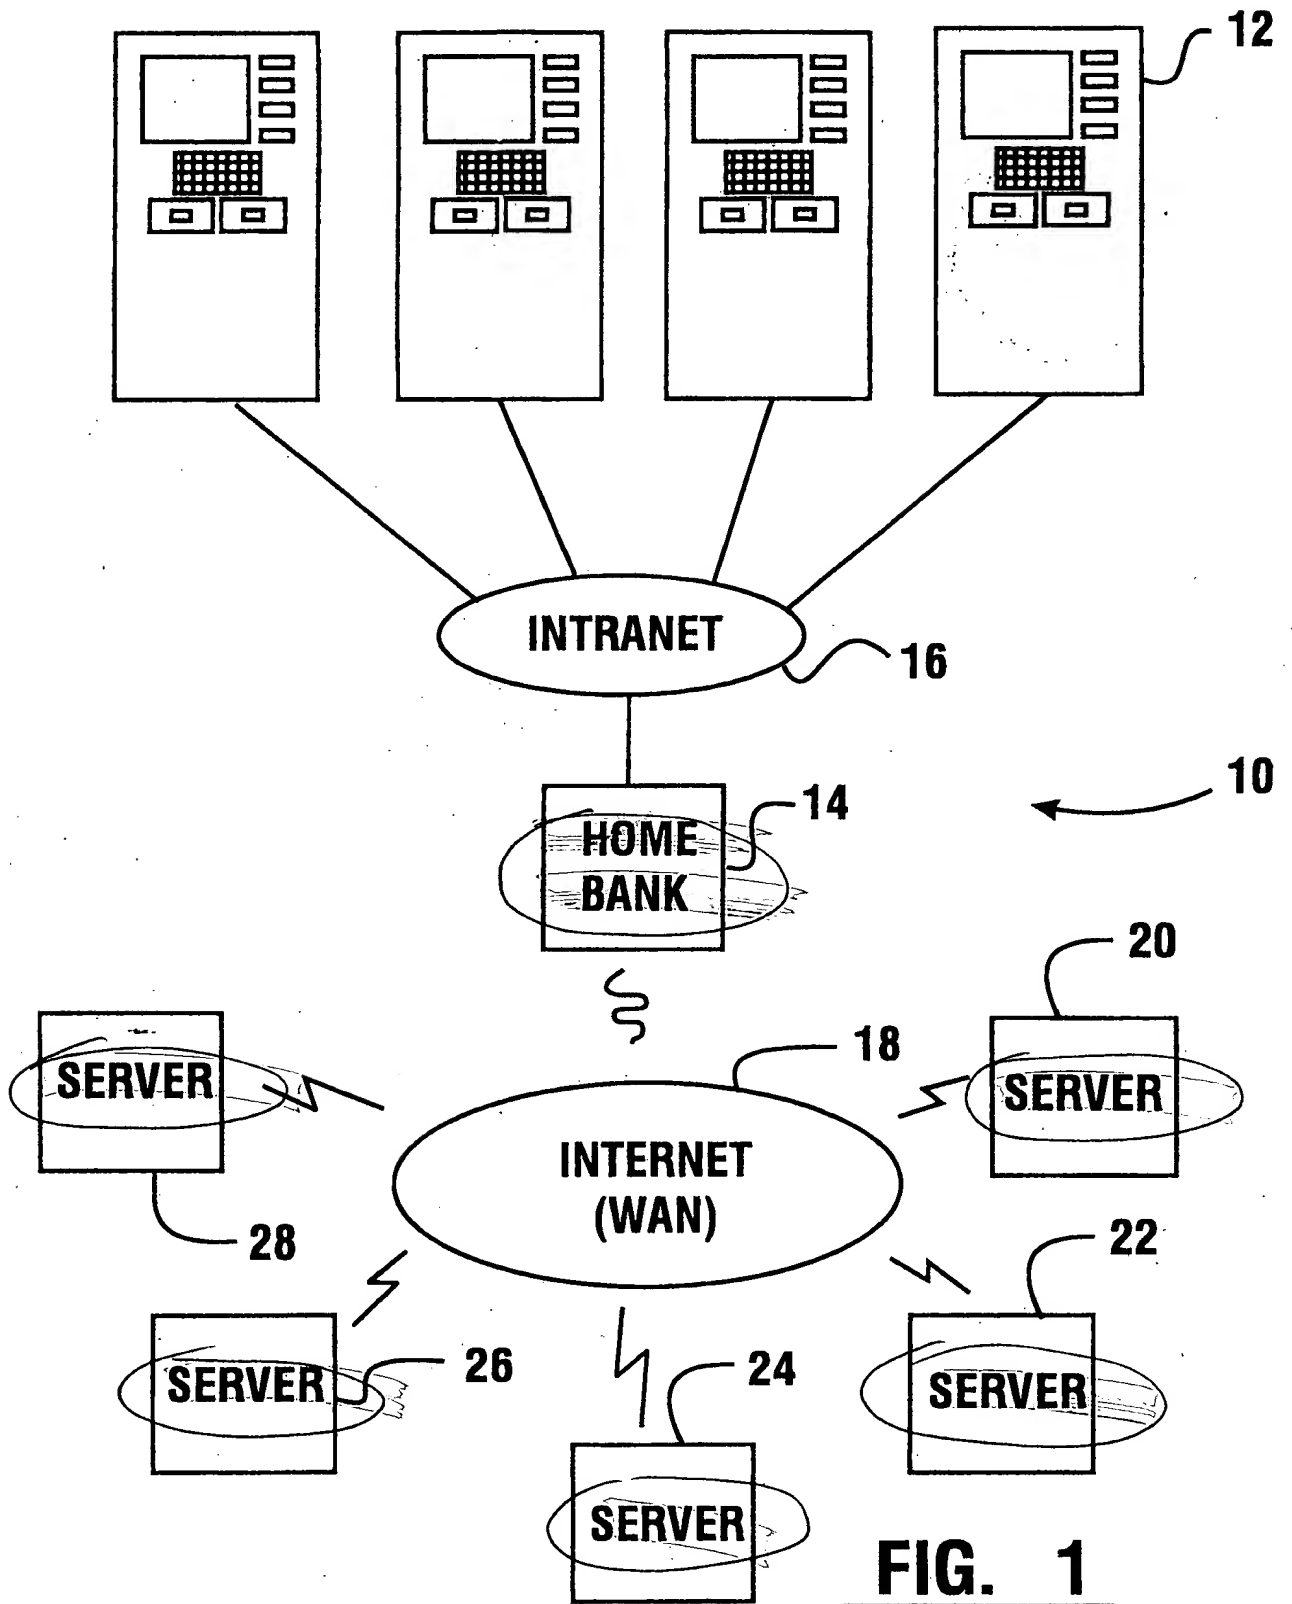 12
INTRANET
16
10
14
HOME
BANK
20
18
SERVER
SERVER
INTERNET
(WAN)
28
22
26
24
SERVER
SERVER
SERVER
FIG. 1